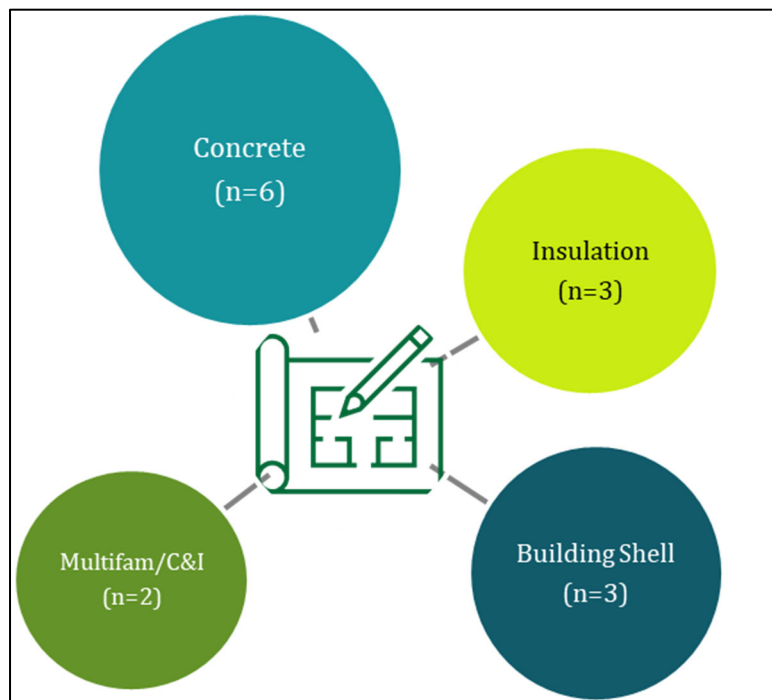 Concrete
(n=6)
Insulation
(n=3)
Multifam/C&I
(n=2)
Building Shell
(n=3)